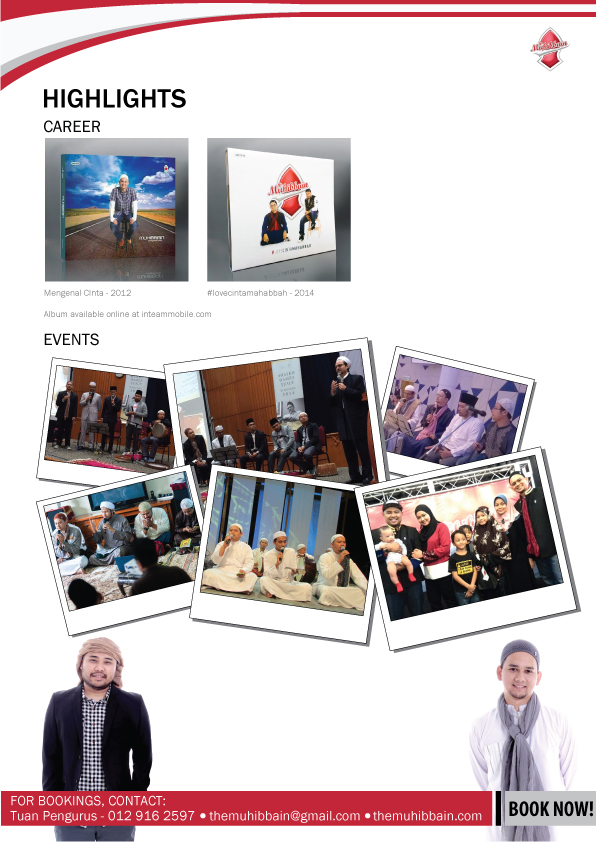 Muhibbain
HIGHLIGHTS
CAREER
MUHIBBAIN
Muhibbain
Mengenal Cinta - 2012
#lovecintamahabbah - 2014
Album available online at inteammobile.com
EVENTS
FOR BOOKINGS, CONTACT:
Tuan Pengurus - 012 916 2597 ● themuhibbain@gmail.com ● themuhibbain.com
BOOK NOW!